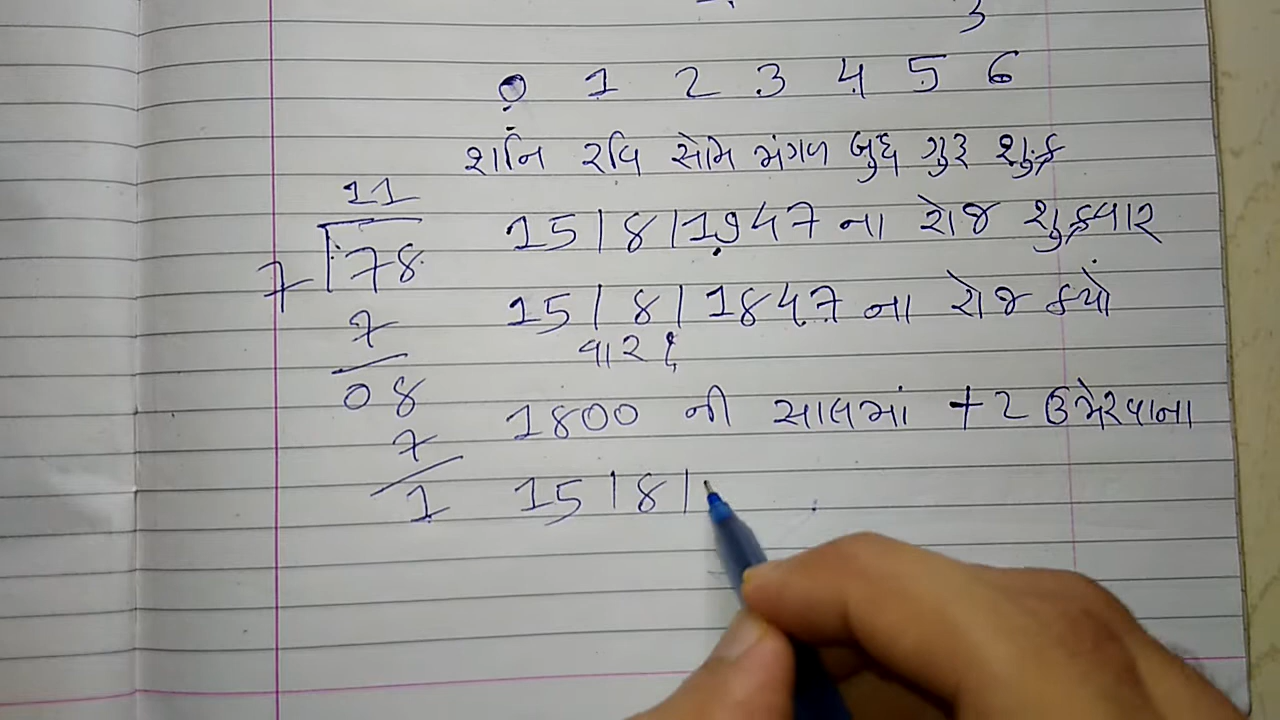 3
0 1 2 3 4 5 6
શનિ રવિ સોમ મંગળ બુધ ગુરૂ શુક્ર
11
7 78
7
08
7
1
15/8/1947 ના રોજ શુક્રવાર
15/8/1847 ના રોજ કયો
વાર?
1800 ની સાલમાં +2 ઉમેરવાના
15/8/